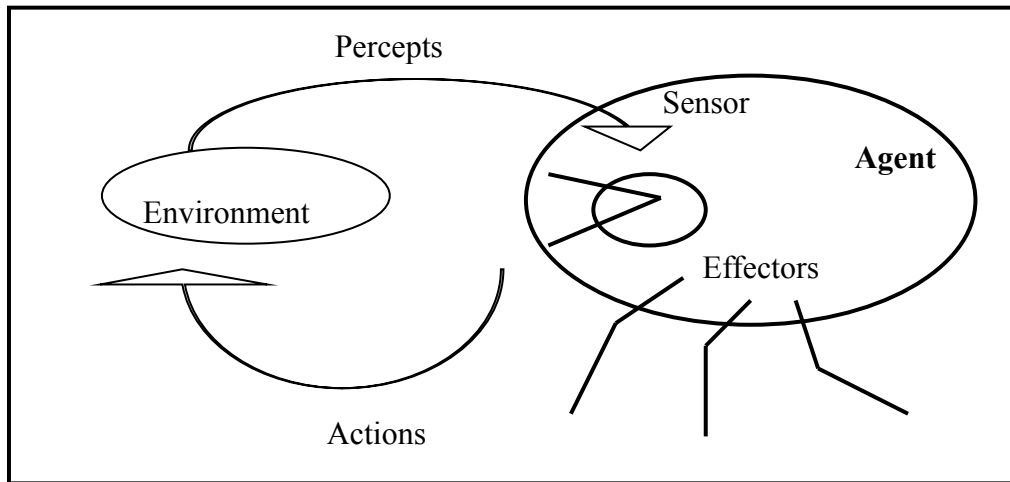 Percepts
Sensor
Agent
Environment
Effectors
Actions